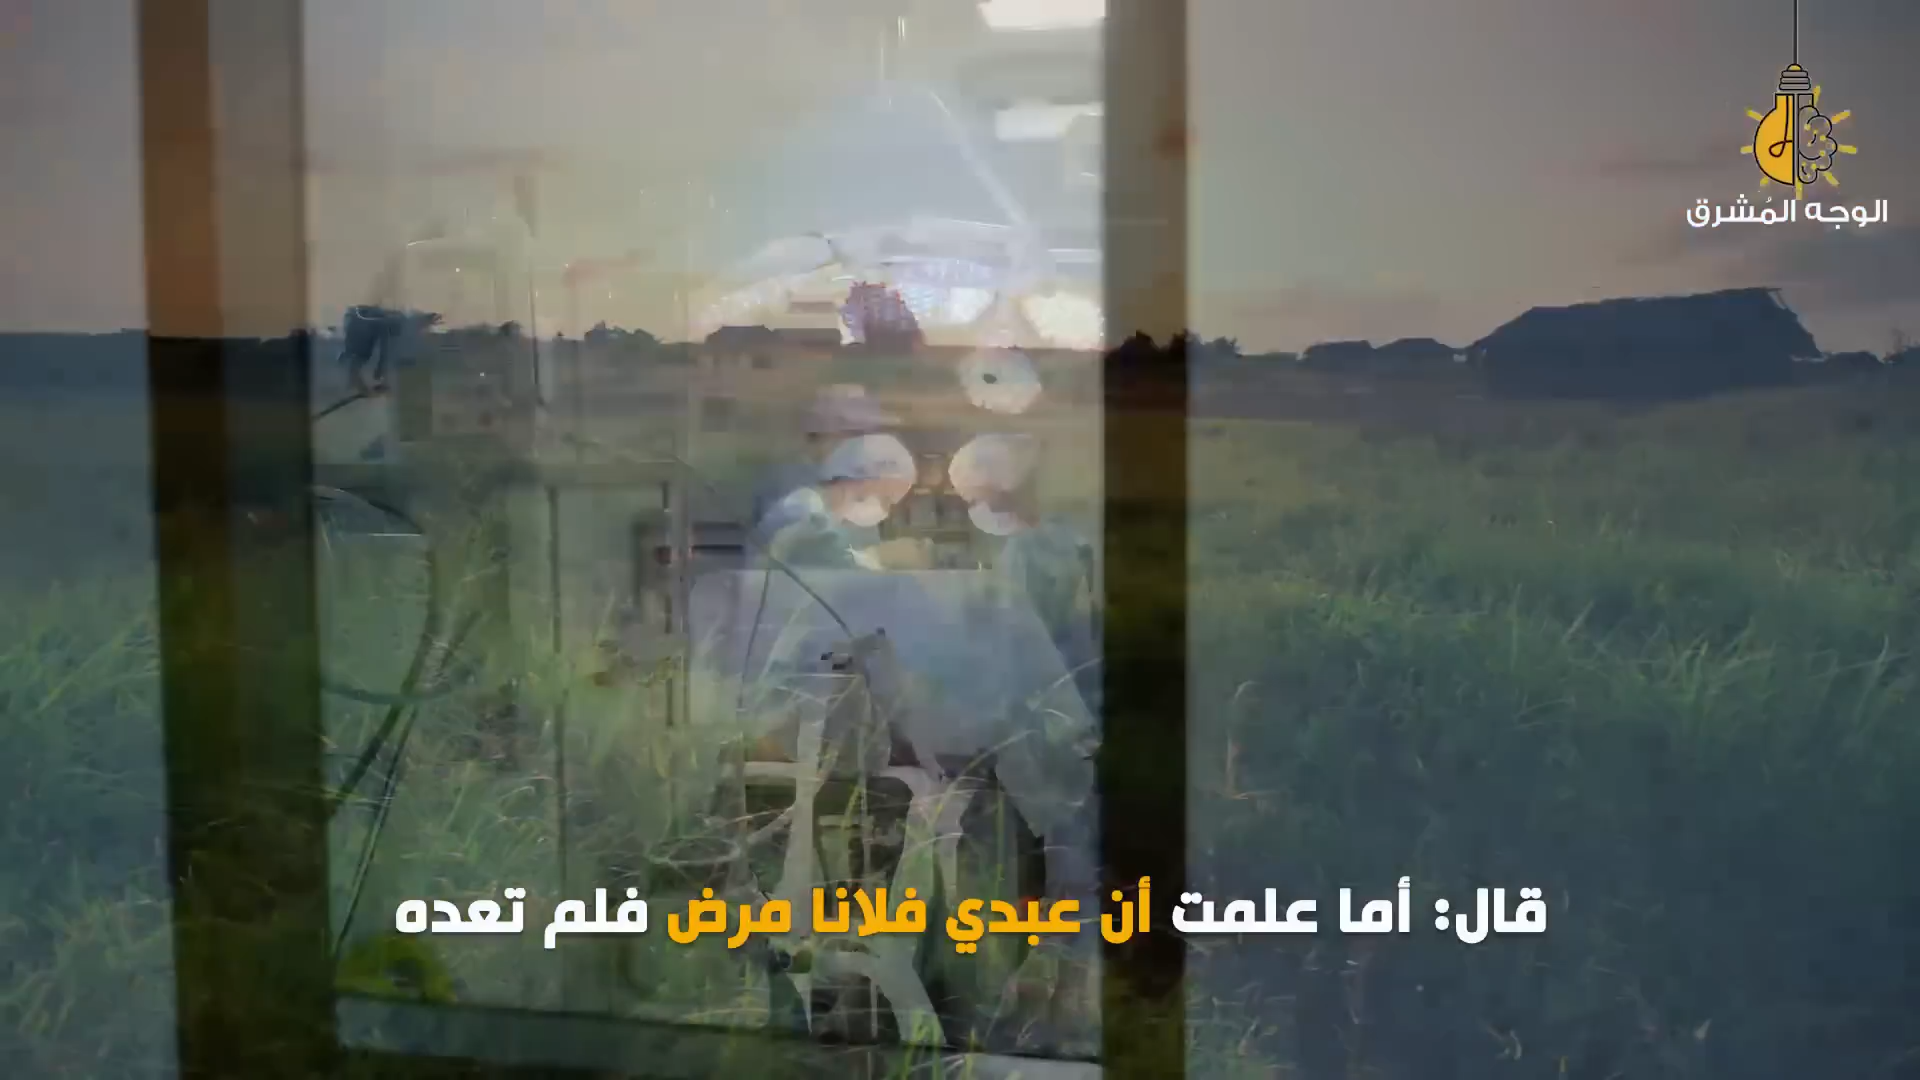 الوجه المُشرق
قال: أما علمت أن عبدي فلانا مرض فلم تعده